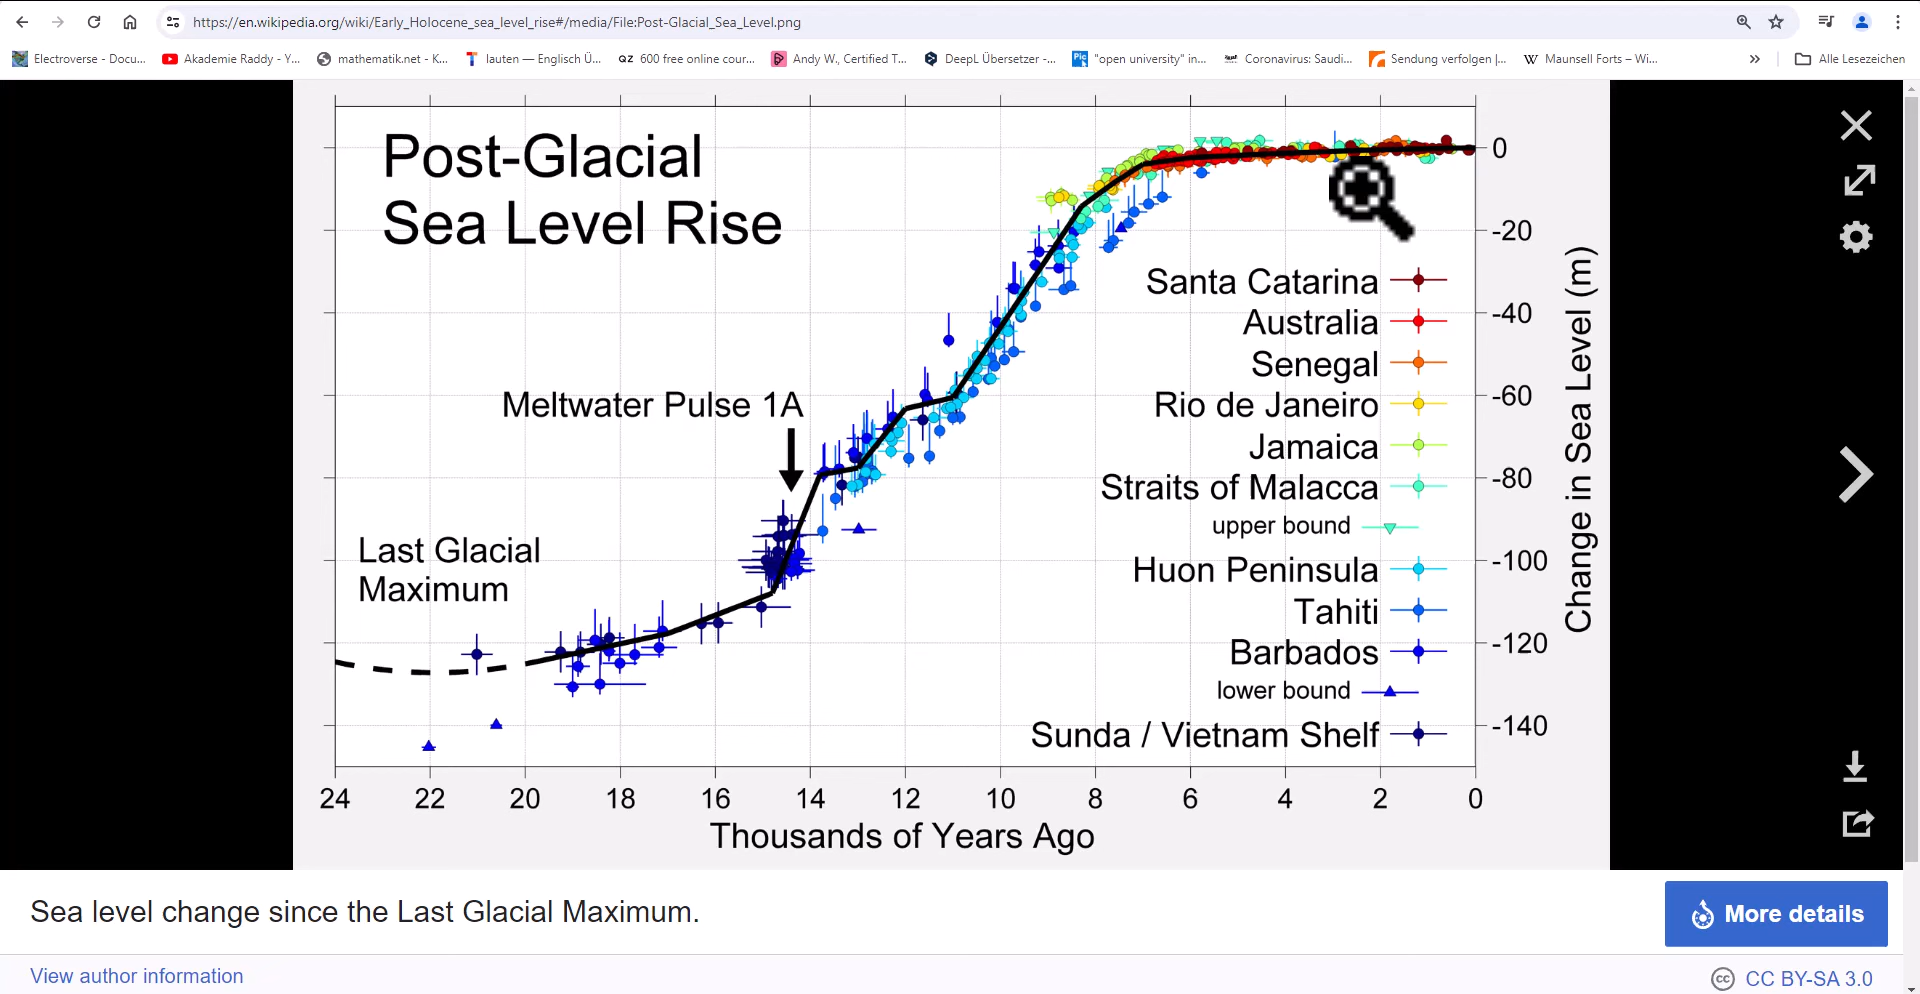 https://en.wikipedia.org/wiki/Early_Holocene_sea_level_rise#/media/File:Post-Glacial_Sea_Level.png
Electroverse - Docu...
Akademie Raddy - Y...
mathematik.net - K...
lauten — Englisch Ü...
QZ 600 free online cour...
Andy W., Certified T...
DeepL Übersetzer -...
"open university" in...
Coronavirus: Saudi...
Sendung verfolgen |...
W Maunsell Forts – Wi...
»
Alle Lesezeichen
Post-Glacial
Sea Level Rise
Meltwater Pulse 1A
Last Glacial
Maximum
Santa Catarina
Australia
Senegal
Rio de Janeiro
Jamaica
Straits of Malacca
upper bound
Huon Peninsula
Tahiti
Barbados
lower bound
Sunda / Vietnam Shelf
0
-20
-40
-60
-80
-100
-120
-140
Change in Sea Level (m)
24 22 20 18 16 14 12 10 8 6 4 2 0
Thousands of Years Ago
Sea level change since the Last Glacial Maximum.
More details
View author information
cc CC BY-SA 3.0